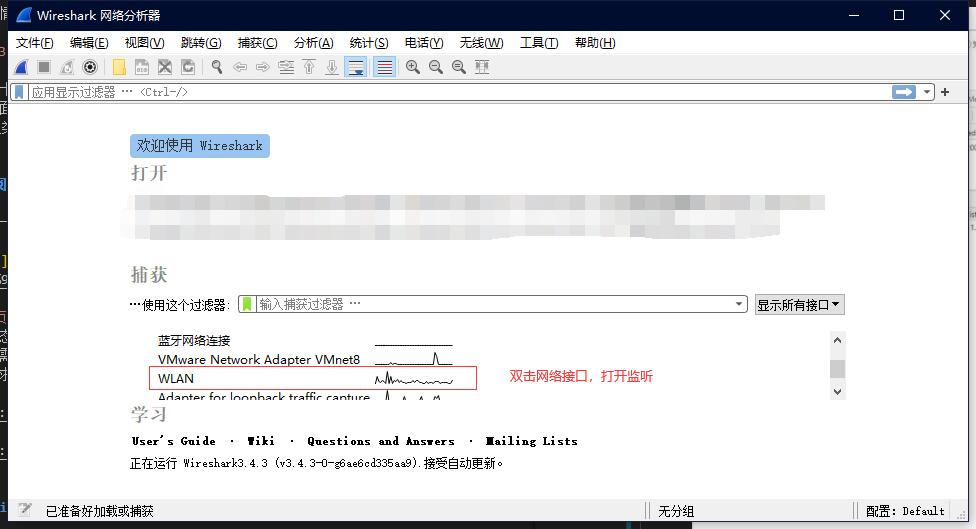 Wireshark 网络分析器
文件(F) 编辑(E) 视图(V) 跳转(G) 捕获(C) 分析(A) 统计(S) 电话(Y) 无线(W) 工具(T) 帮助(H)
应用显示过滤器 … <Ctrl-/>
欢迎使用 Wireshark
打开
捕获
…使用这个过滤器: 输入捕获过滤器 … 显示所有接口
蓝牙网络连接
VMware Network Adapter VMnet8
WLAN 双击网络接口，打开监听
Adapter for loopback traffic capture
学习
User's Guide · Wiki · Questions and Answers · Mailing Lists
正在运行 Wireshark3.4.3 (v3.4.3-0-g6ae6cd335aa9).接受自动更新。
已准备好加载或捕获 无分组 配置: Default